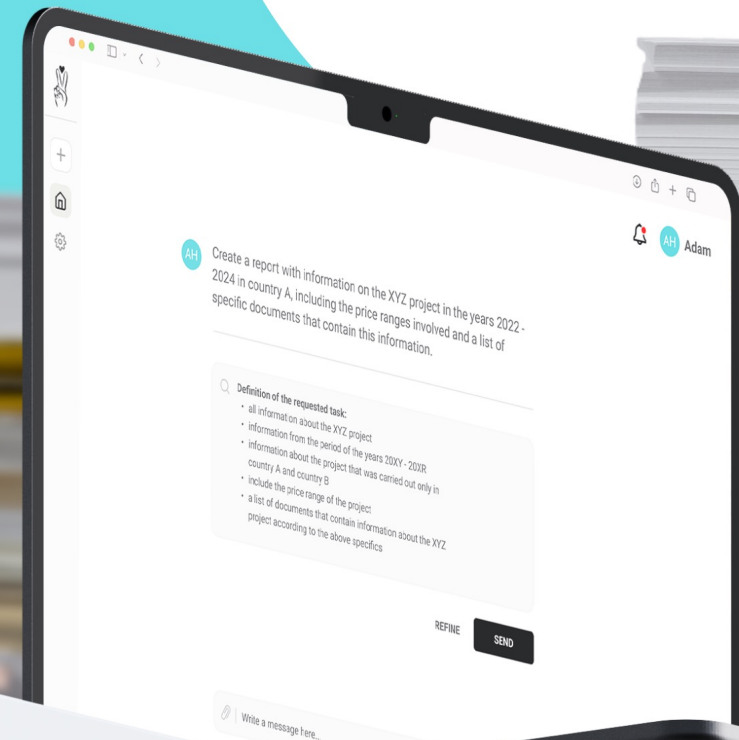 AH Adam
AH
Create a report with information on the XYZ project in the years 2022 -
2024 in country A, including the price ranges involved and a list of
specific documents that contain this information.
Definition of the requested task:
• all information about the XYZ project
• information from the period of the years 20XY - 20XR
• information about the project that was carried out only in
country A and country B
• include the price range of the project
• a list of documents that contain information about the XYZ
project according to the above specifics
REFINE SEND
Write a message here...